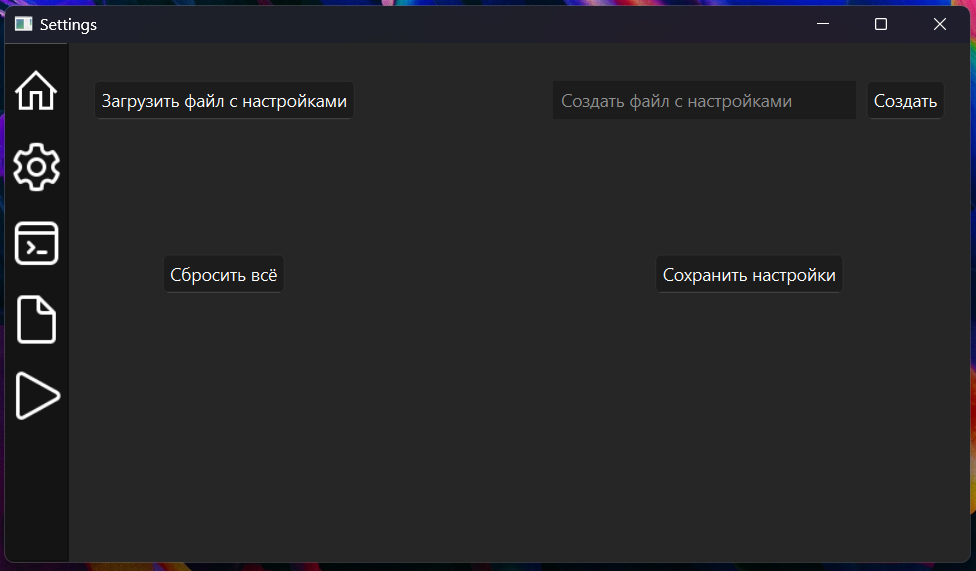 Settings
Загрузить файл с настройками
Создать файл с настройками
Создать
Сбросить всё
Сохранить настройки